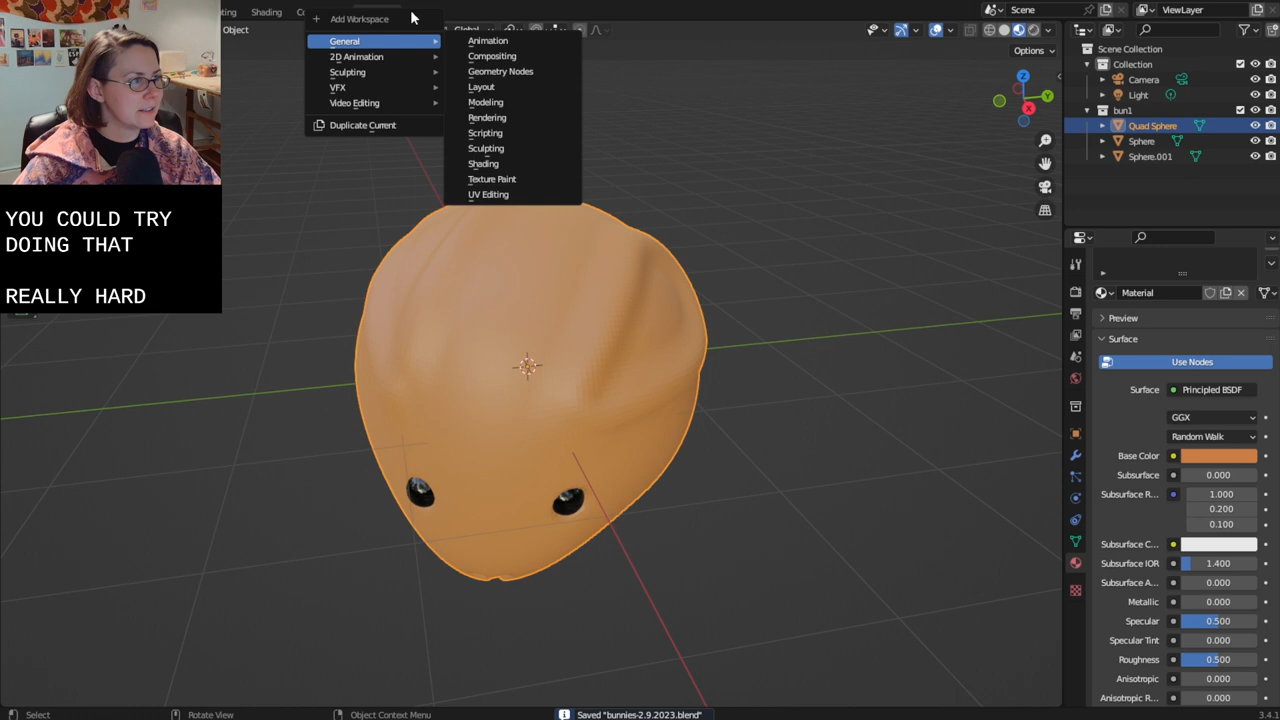 Shading
Add Workspace
Global
Scene
ViewLayer
Object
General
2D Animation
Sculpting
VFX
Video Editing
Duplicate Current
Animation
Compositing
Geometry Nodes
Layout
Modeling
Rendering
Scripting
Sculpting
Shading
Texture Paint
UV Editing
Options
Z
Y
X
Scene Collection
Collection
Camera
Light
bun1
Quad Sphere
Sphere
Sphere.001
YOU COULD TRY
DOING THAT
REALLY HARD
Material
Preview
Surface
Use Nodes
Surface Principled BSDF
GGX
Random Walk
Base Color
Subsurface 0.000
Subsurface R... 1.000
0.200
0.100
Subsurface C...
Subsurface IOR 1.400
Subsurface A... 0.000
Metallic 0.000
Specular 0.500
Specular Tint 0.000
Roughness 0.500
Anisotropic 0.000
Anisotropic R... 0.000
Select
Rotate View
Object Context Menu
Saved "bunnies-2.9.2023.blend"
3.4.1